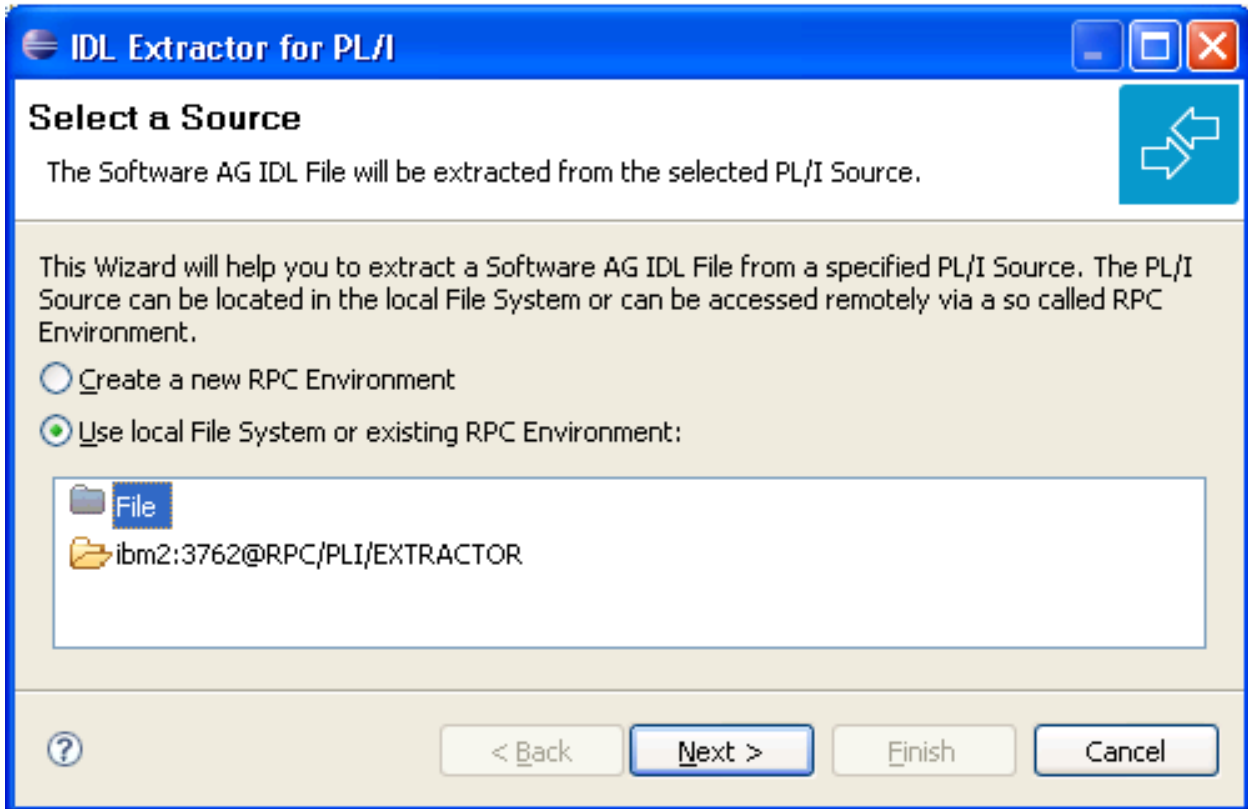 IDL Extractor for PL/I
Select a Source
The Software AG IDL File will be extracted from the selected PL/I Source.
This Wizard will help you to extract a Software AG IDL File from a specified PL/I Source. The PL/I
Source can be located in the local File System or can be accessed remotely via a so called RPC
Environment.
Create a new RPC Environment
Use local File System or existing RPC Environment:
File
ibm2:3762@RPC/PLI/EXTRACTOR
? < Back Next > Finish Cancel